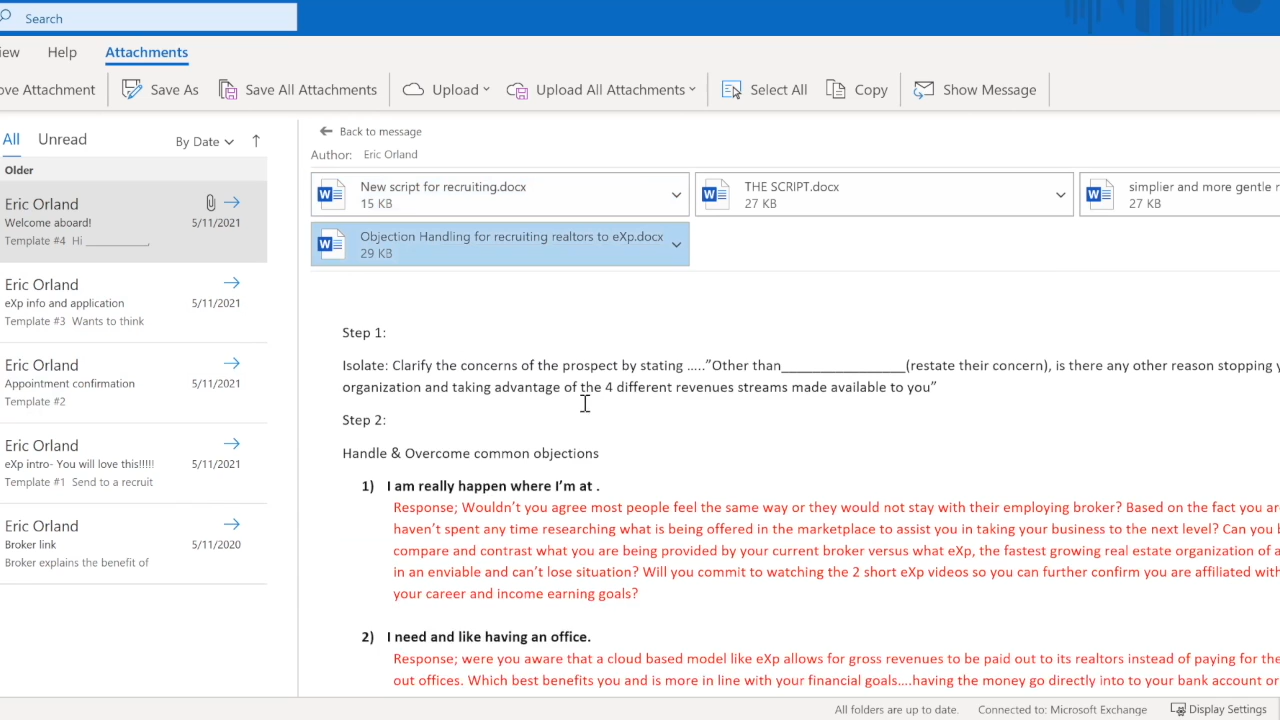 Search
iew Help Attachments
ove Attachment Save As Save All Attachments Upload Upload All Attachments Select All Copy Show Message
All Unread By Date
Older
Eric Orland
Welcome aboard! 5/11/2021
Template #4 Hi ___________,
Eric Orland
eXp info and application 5/11/2021
Template #3 Wants to think
Eric Orland
Appointment confirmation 5/11/2021
Template #2
Eric Orland
eXp intro- You will love this!!!!! 5/11/2021
Template #1 Send to a recruit
Eric Orland
Broker link 5/11/2020
Broker explains the benefit of
Back to message
Author: Eric Orland
New script for recruiting.docx
15 KB
THE SCRIPT.docx
27 KB
simplier and more gentle r
27 KB
Objection Handling for recruiting realtors to eXp.docx
29 KB
Step 1:
Isolate: Clarify the concerns of the prospect by stating …..”Other than_________________(restate their concern), is there any other reason stopping y
organization and taking advantage of the 4 different revenues streams made available to you”
Step 2:
Handle & Overcome common objections
1) I am really happen where I’m at .
Response; Wouldn’t you agree most people feel the same way or they would not stay with their employing broker? Based on the fact you are
haven’t spent any time researching what is being offered in the marketplace to assist you in taking your business to the next level? Can you b
compare and contrast what you are being provided by your current broker versus what eXp, the fastest growing real estate organization of a
in an enviable and can’t lose situation? Will you commit to watching the 2 short eXp videos so you can further confirm you are affiliated with
your career and income earning goals?
2) I need and like having an office.
Response; were you aware that a cloud based model like eXp allows for gross revenues to be paid out to its realtors instead of paying for the
out offices. Which best benefits you and is more in line with your financial goals….having the money go directly into to your bank account or
All folders are up to date. Connected to: Microsoft Exchange Display Settings